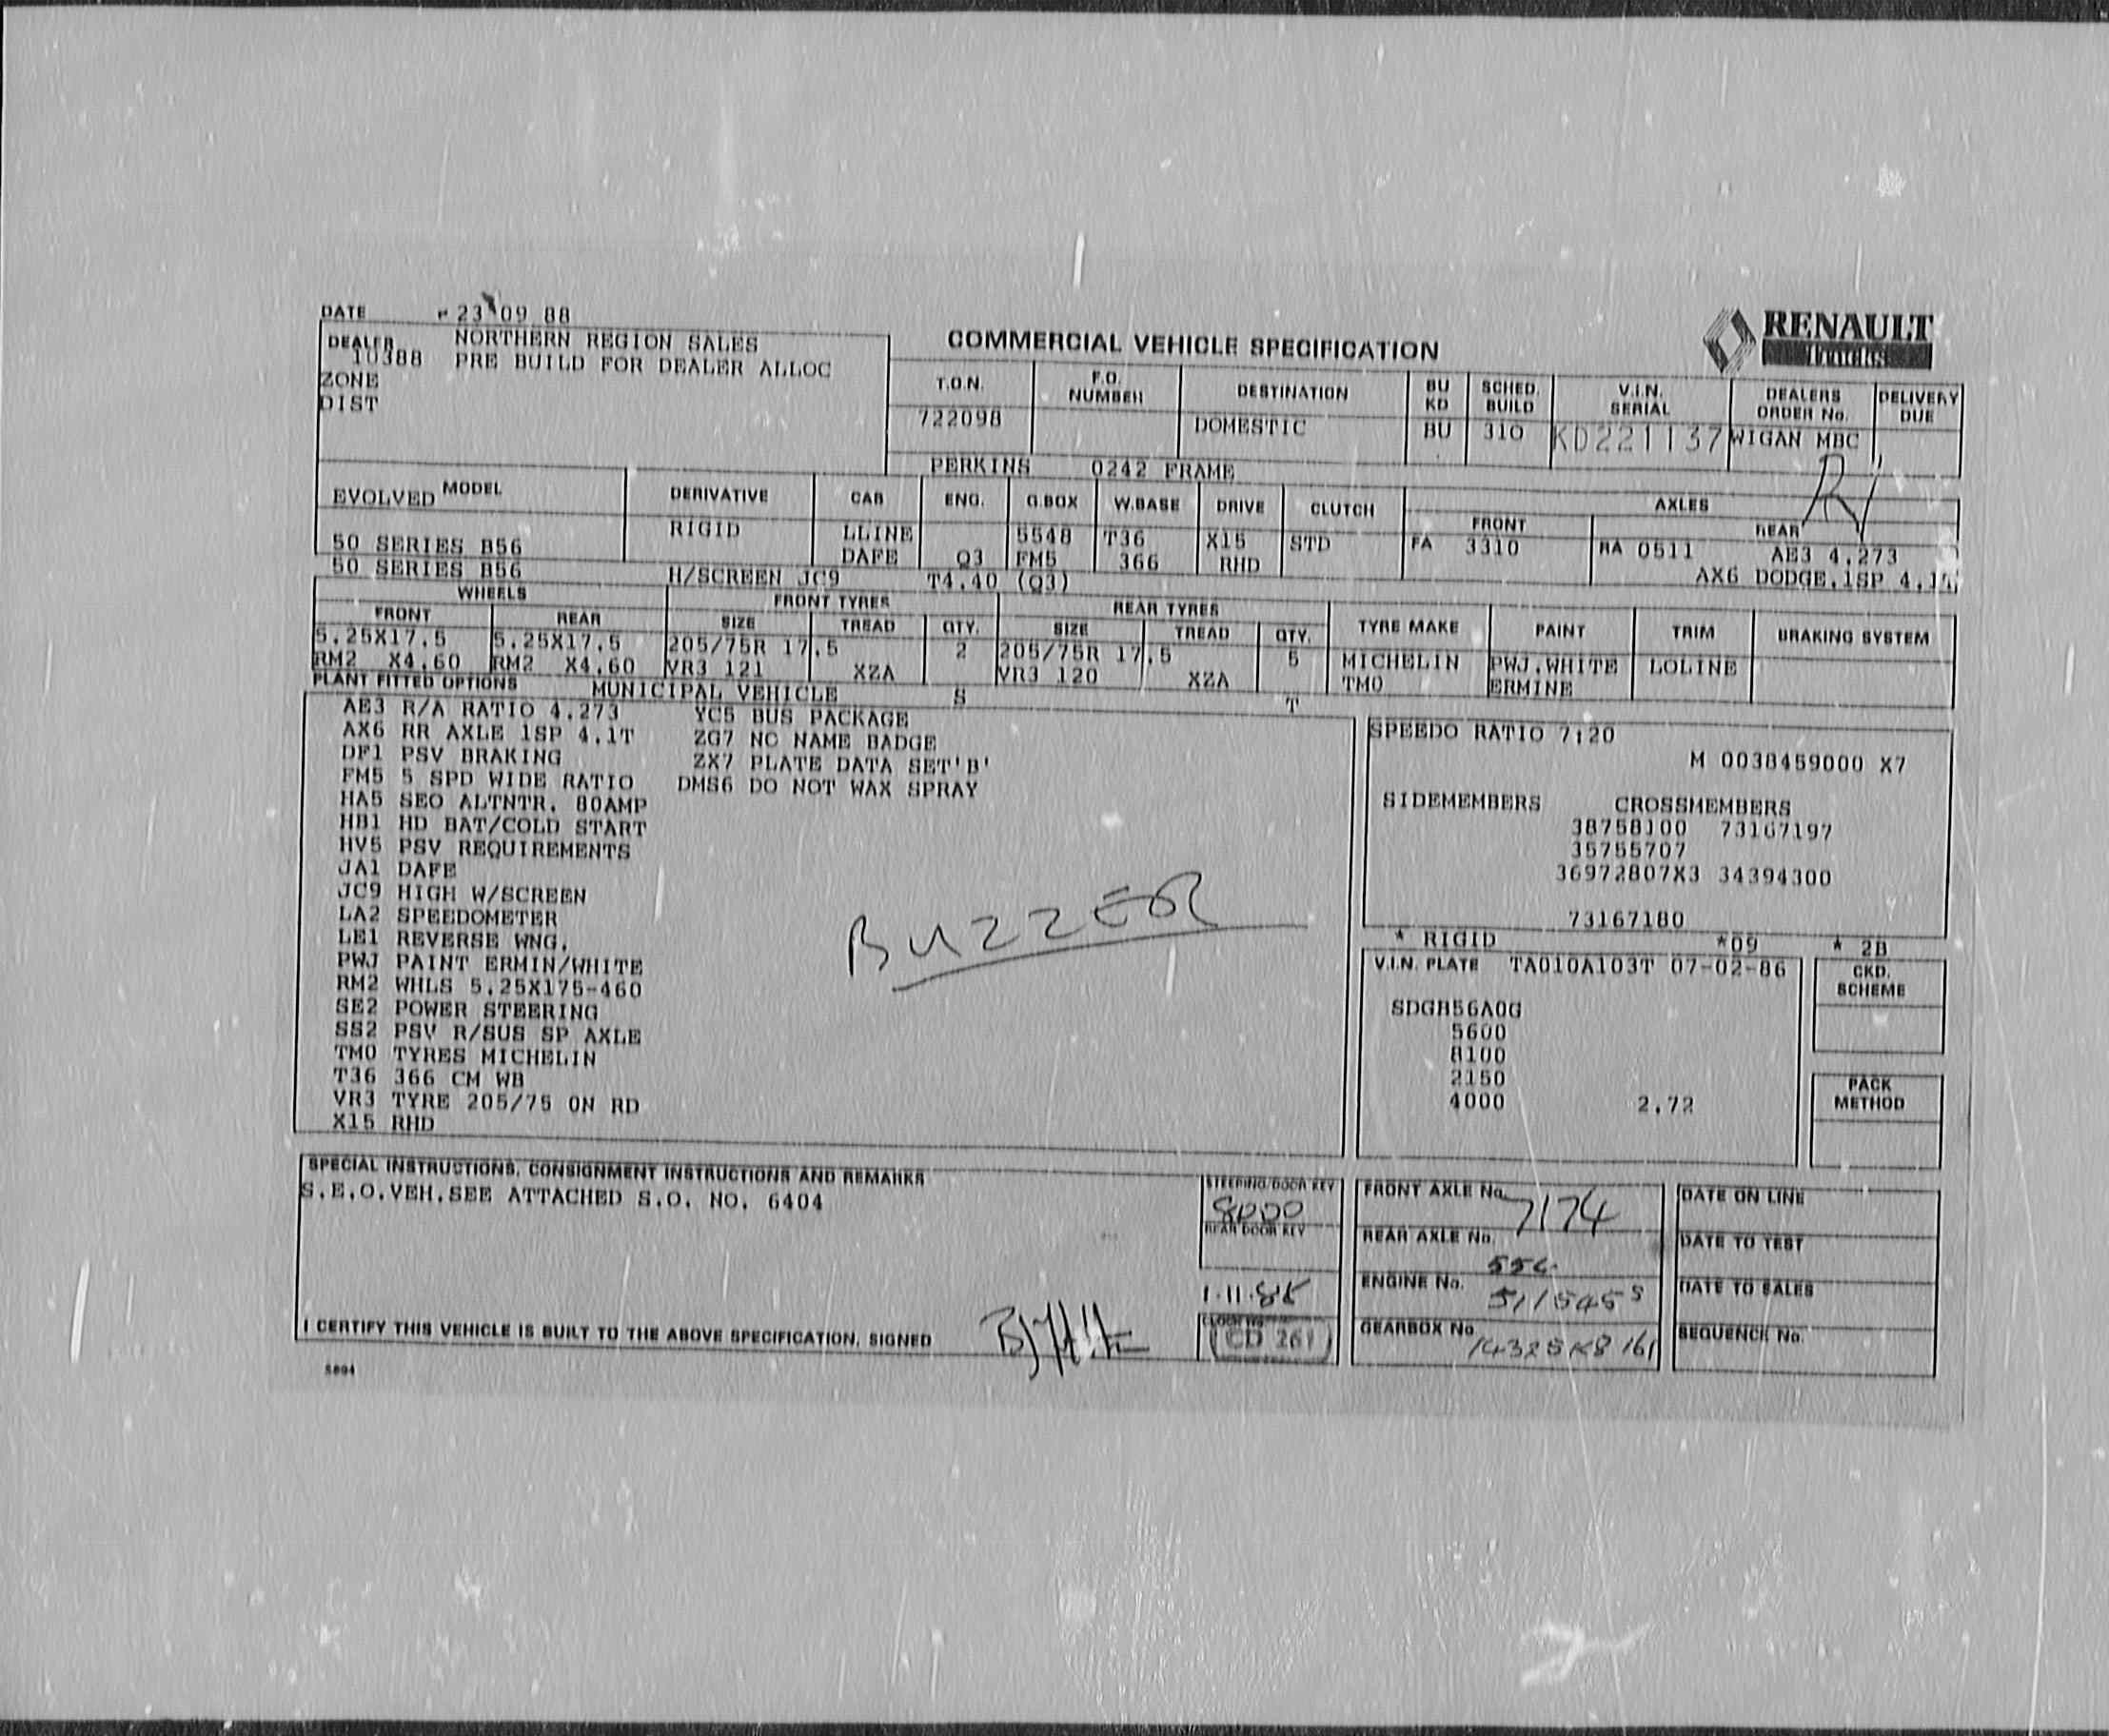 DATE 23 09 88
RENAULT
Trucks
DEALER NORTHERN REGION SALES
10388 PRE BUILD FOR DEALER ALLOC
ZONE
DIST
COMMERCIAL VEHICLE SPECIFICATION
T.O.N. F.O. NUMBER DESTINATION BU KD SCHED. BUILD V.I.N. SERIAL DEALERS ORDER No. DELIVERY DUE
722098 DOMESTIC BU 310 KD221137 WIGAN MBC
PERKINS 0242 FRAME
EVOLVED MODEL DERIVATIVE CAB ENG. G.BOX W.BASE DRIVE CLUTCH AXLES
FRONT REAR
RIGID LLINE 5548 T36 X15 STD FA 3310 RA 0511 AE3 4.273
50 SERIES B56 DAFE Q3 FM5 366 RHD AX6 DODGE.1SP 4.1T
50 SERIES B56 H/SCREEN JC9 T4.40 (Q3)
WHEELS FRONT TYRES REAR TYRES
FRONT REAR SIZE TREAD QTY. SIZE TREAD QTY. TYRE MAKE PAINT TRIM BRAKING SYSTEM
5.25X17.5 5.25X17.5 205/75R 17.5 2 205/75R 17.5 5 MICHELIN PWJ.WHITE LOLINE
RM2 X4.60 RM2 X4.60 VR3 121 XZA VR3 120 XZA TM0 ERMINE
PLANT FITTED OPTIONS MUNICIPAL VEHICLE S T
AE3 R/A RATIO 4.273 YC5 BUS PACKAGE
AX6 RR AXLE 1SP 4.1T ZG7 NO NAME BADGE
DF1 PSV BRAKING ZX7 PLATE DATA SET'B'
FM5 5 SPD WIDE RATIO DMS6 DO NOT WAX SPRAY
HA5 SEO ALTNTR. 80AMP
HB1 HD BAT/COLD START
HV5 PSV REQUIREMENTS
JA1 DAFE
JC9 HIGH W/SCREEN
LA2 SPEEDOMETER
LE1 REVERSE WNG.
PWJ PAINT ERMIN/WHITE
RM2 WHLS 5.25X175-460
SE2 POWER STEERING
SS2 PSV R/SUS SP AXLE
TM0 TYRES MICHELIN
T36 366 CM WB
VR3 TYRE 205/75 ON RD
X15 RHD
BUZZER
SPEEDO RATIO 7:20
M 0038459000 X7
SIDEMEMBERS CROSSMEMBERS
38758100 73167197
35755707
36972807X3 34394300
73167180
* RIGID *09 * 2B
V.I.N. PLATE TA010A103T 07-02-86
CKD. SCHEME
SDGB56A0G
5600
8100
2150
4000 2.72
PACK METHOD
SPECIAL INSTRUCTIONS, CONSIGNMENT INSTRUCTIONS AND REMARKS
S.E.O.VEH.SEE ATTACHED S.O. NO. 6404
STEERING/DOOR KEY
8000
REAR DOOR KEY
1.11.88
CD 261
FRONT AXLE No. 7174
REAR AXLE No. 556
ENGINE No. 511545 S
GEARBOX No. 14325K8 161
DATE ON LINE
DATE TO TEST
DATE TO SALES
SEQUENCE No.
I CERTIFY THIS VEHICLE IS BUILT TO THE ABOVE SPECIFICATION. SIGNED
5894